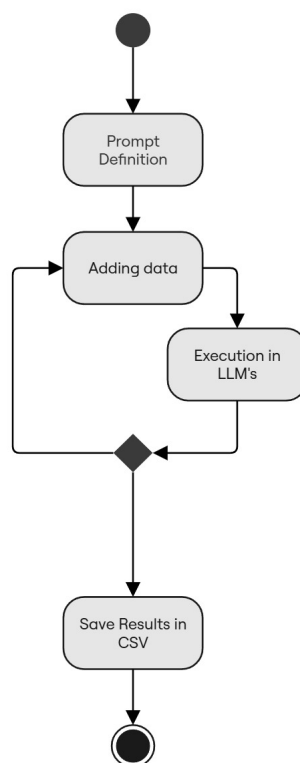 Prompt
Definition
Adding data
Execution in
LLM's
Save Results in
CSV